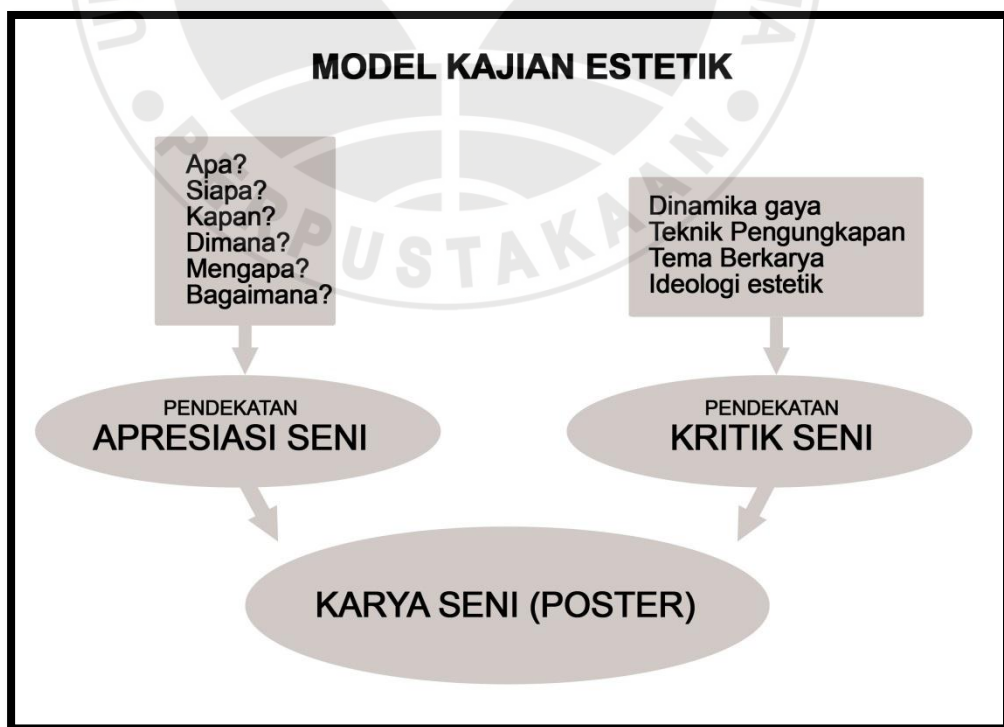 MODEL KAJIAN ESTETIK
Apa?
Siapa?
Kapan?
Dimana?
Mengapa?
Bagaimana?
Dinamika gaya
Teknik Pengungkapan
Tema Berkarya
Ideologi estetik
PENDEKATAN
APRESIASI SENI
PENDEKATAN
KRITIK SENI
KARYA SENI (POSTER)
PERPUSTAKAAN